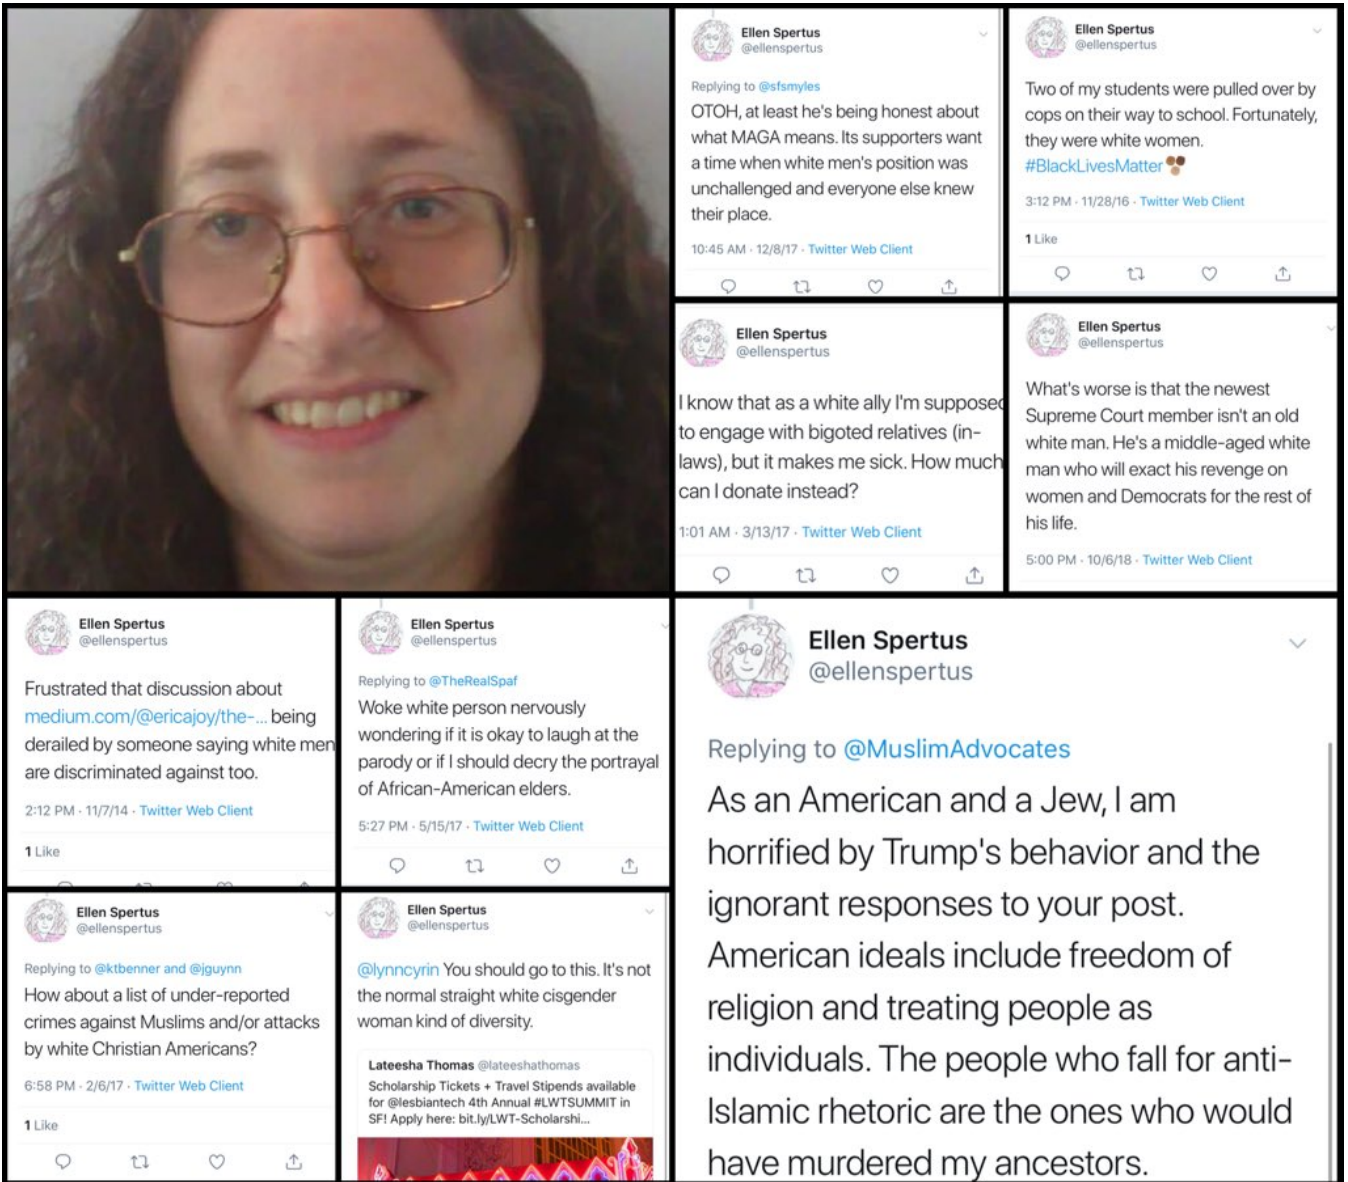 Ellen Spertus
@ellenspertus
Replying to @sfsmyles
OTOH, at least he's being honest about
what MAGA means. Its supporters want
a time when white men's position was
unchallenged and everyone else knew
their place.
10:45 AM · 12/8/17 · Twitter Web Client
Ellen Spertus
@ellenspertus
Two of my students were pulled over by
cops on their way to school. Fortunately,
they were white women.
#BlackLivesMatter
3:12 PM · 11/28/16 · Twitter Web Client
1 Like
Ellen Spertus
@ellenspertus
I know that as a white ally I'm supposed
to engage with bigoted relatives (in-
laws), but it makes me sick. How much
can I donate instead?
1:01 AM · 3/13/17 · Twitter Web Client
Ellen Spertus
@ellenspertus
What's worse is that the newest
Supreme Court member isn't an old
white man. He's a middle-aged white
man who will exact his revenge on
women and Democrats for the rest of
his life.
5:00 PM · 10/6/18 · Twitter Web Client
Ellen Spertus
@ellenspertus
Frustrated that discussion about
medium.com/@ericajoy/the-... being
derailed by someone saying white men
are discriminated against too.
2:12 PM · 11/7/14 · Twitter Web Client
1 Like
Ellen Spertus
@ellenspertus
Replying to @TheRealSpaf
Woke white person nervously
wondering if it is okay to laugh at the
parody or if I should decry the portrayal
of African-American elders.
5:27 PM · 5/15/17 · Twitter Web Client
Ellen Spertus
@ellenspertus
Replying to @MuslimAdvocates
As an American and a Jew, I am
horrified by Trump's behavior and the
ignorant responses to your post.
American ideals include freedom of
religion and treating people as
individuals. The people who fall for anti-
Islamic rhetoric are the ones who would
have murdered my ancestors.
Ellen Spertus
@ellenspertus
Replying to @ktbenner and @jguynn
How about a list of under-reported
crimes against Muslims and/or attacks
by white Christian Americans?
6:58 PM · 2/6/17 · Twitter Web Client
1 Like
Ellen Spertus
@ellenspertus
@lynncyrin You should go to this. It's not
the normal straight white cisgender
woman kind of diversity.
Lateesha Thomas @lateeshathomas
Scholarship Tickets + Travel Stipends available
for @lesbiantech 4th Annual #LWTSUMMIT in
SF! Apply here: bit.ly/LWT-Scholarshi...